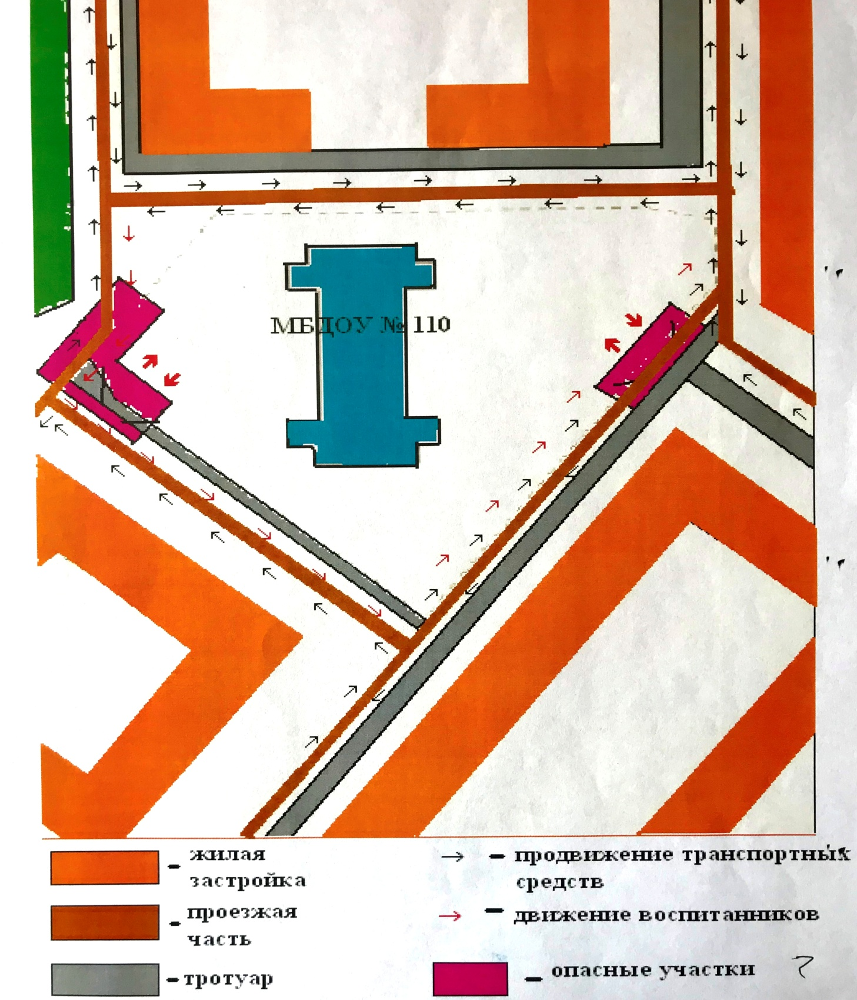 МБДОУ № 110
жилая
застройка
проезжая
часть
тротуар
продвижение транспортных
средств
движение воспитанников
опасные участки
?